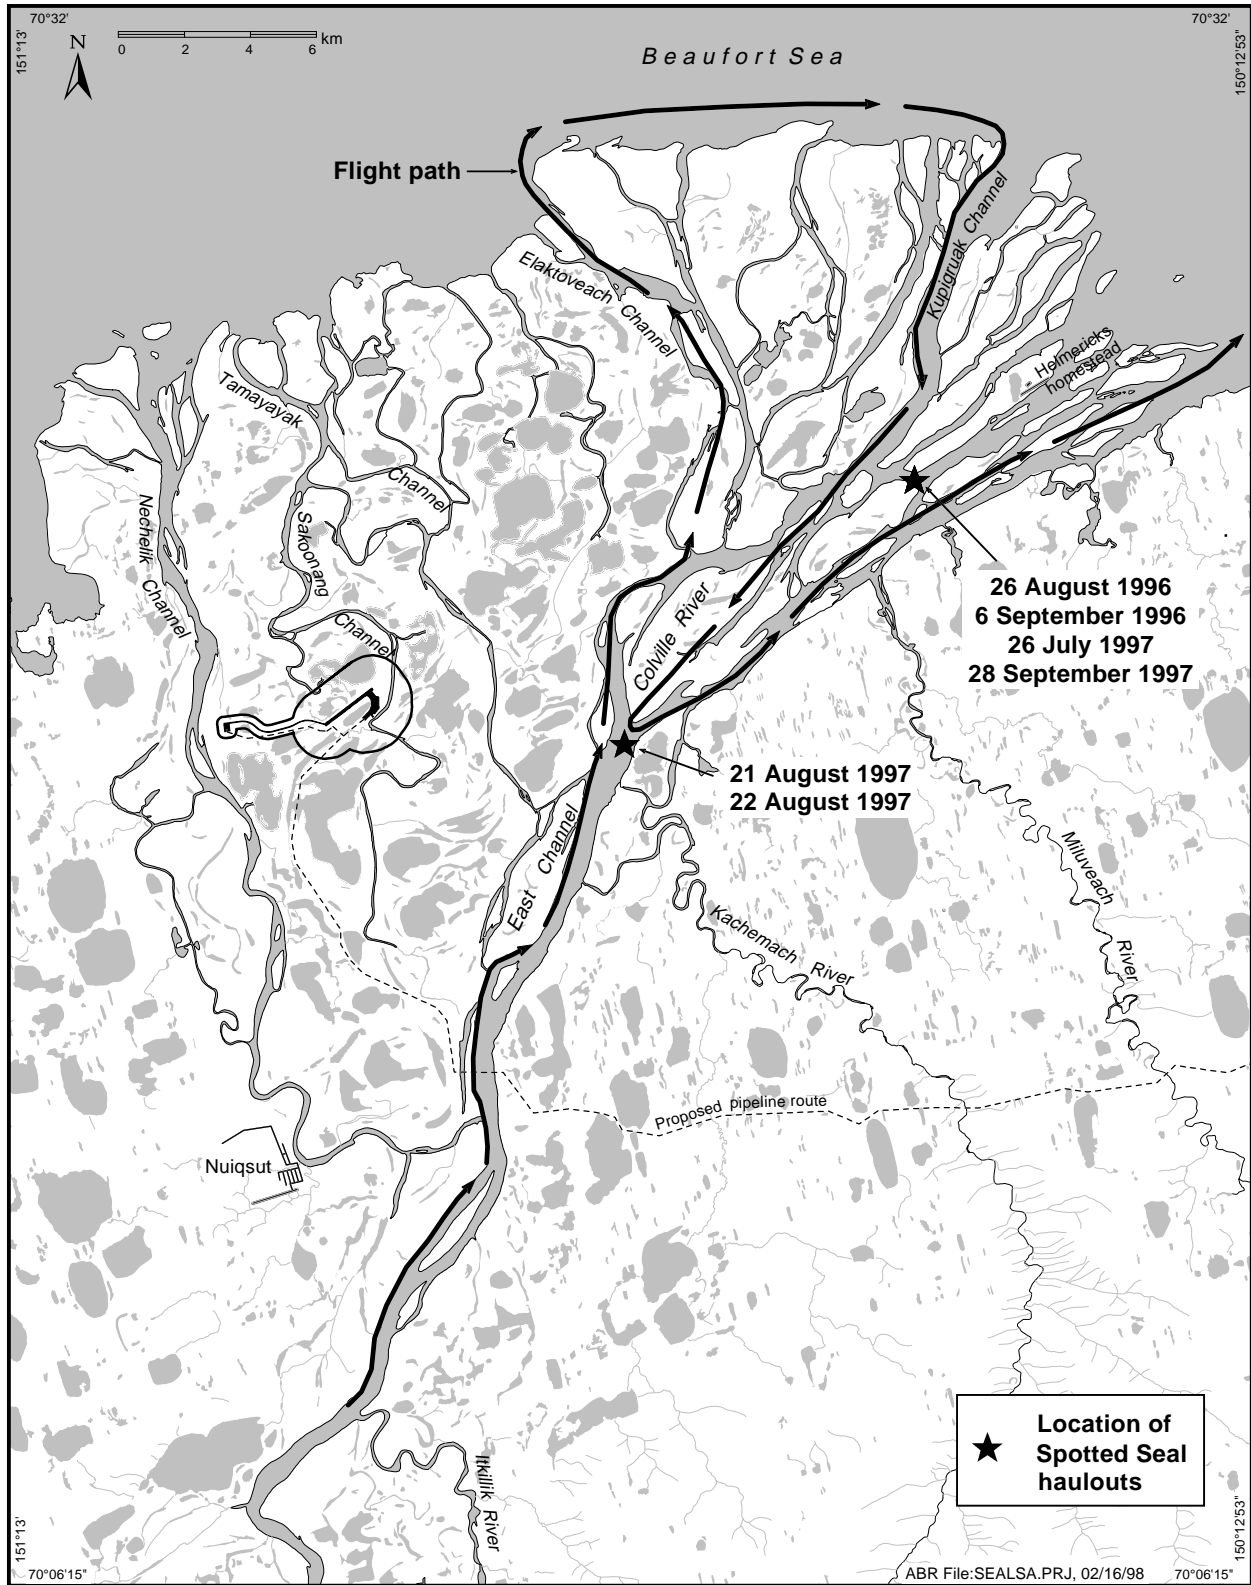 70°32'
70°32'
151°13'
150°12'53"
N
0 2 4 6 km
Beaufort Sea
Flight path
Kupigruak Channel
Elaktoveach Channel
Helmericks
homestead
Tamayayak
Channel
Nechelik Channel
Sakoonang
Channel
Colville River
26 August 1996
6 September 1996
26 July 1997
28 September 1997
21 August 1997
22 August 1997
East Channel
Miluveach River
Kachemach River
Proposed pipeline route
Nuiqsut
Itkillik River
Location of
Spotted Seal
haulouts
151°13'
150°12'53"
70°06'15"
ABR File:SEALSA.PRJ, 02/16/98
70°06'15"